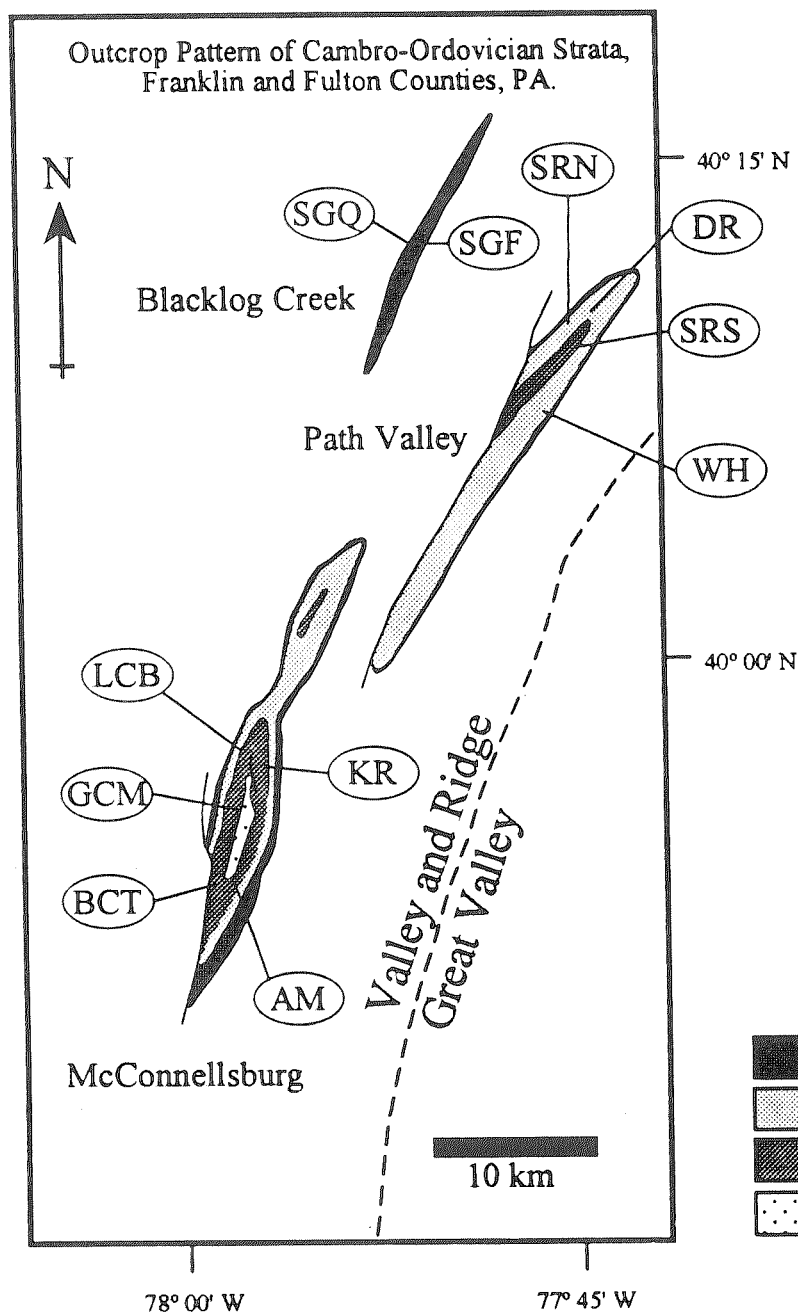 Outcrop Pattern of Cambro-Ordovician Strata,
Franklin and Fulton Counties, PA.
N
40° 15' N
SRN
SGQ
SGF
DR
Blacklog Creek
SRS
Path Valley
WH
40° 00' N
LCB
KR
GCM
BCT
AM
Valley and Ridge
Great Valley
McConnellsburg
10 km
78° 00' W
77° 45' W